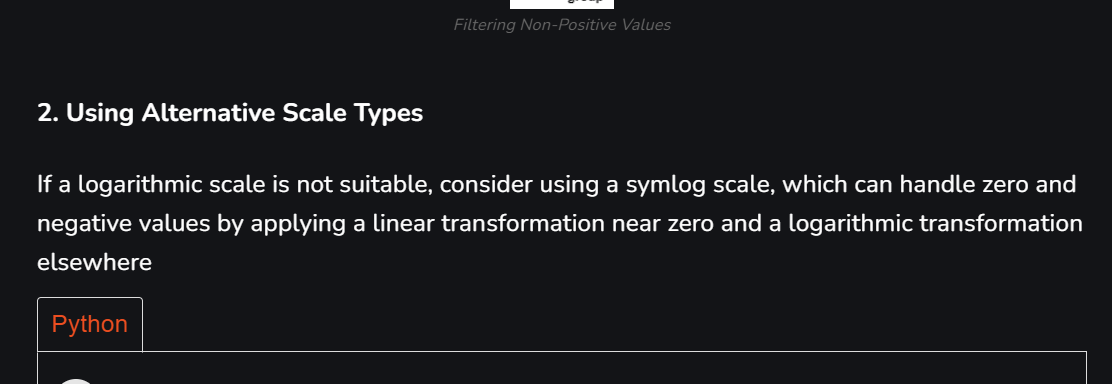 Filtering Non-Positive Values
2. Using Alternative Scale Types
If a logarithmic scale is not suitable, consider using a symlog scale, which can handle zero and
negative values by applying a linear transformation near zero and a logarithmic transformation
elsewhere
Python